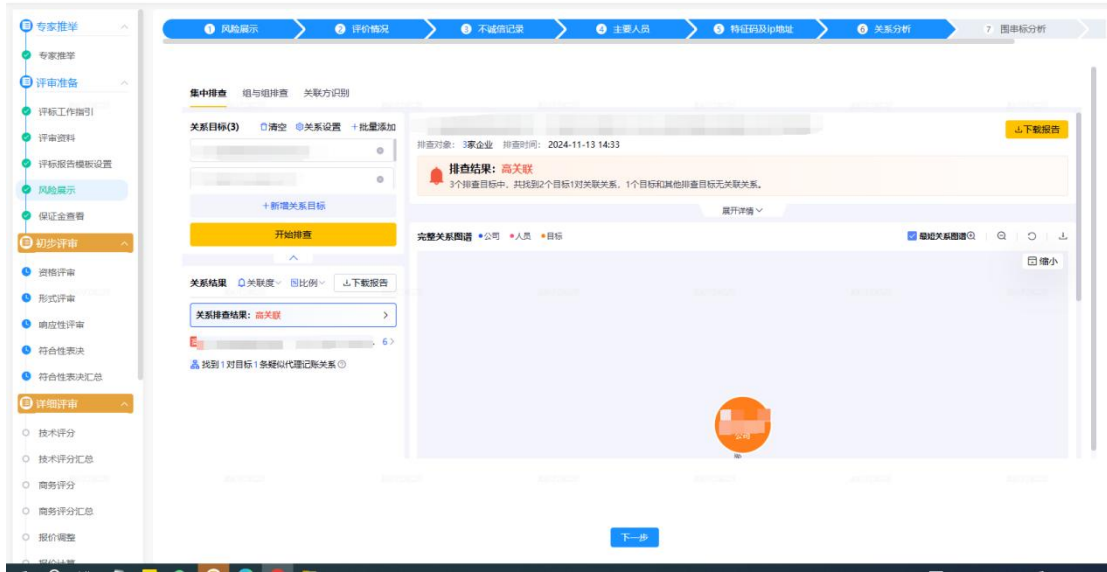 专家推举
专家推举
评审准备
评标工作指引
评审资料
评标报告模板设置
风险展示
保证金查看
初步评审
资格评审
形式评审
响应性评审
符合性表决
符合性表决汇总
详细评审
技术评分
技术评分汇总
商务评分
商务评分汇总
报价调整
1 风险展示
2 评价情况
3 不诚信记录
4 主要人员
5 特征码及ip地址
6 关系分析
7 围串标分析
集中排查 组与组排查 关联方识别
关系目标(3) 清空 关系设置 +批量添加
+新增关系目标
开始排查
关系结果 关联度 比例 下载报告
关系排查结果：高关联
6
找到1对目标1条疑似代理记账关系
下载报告
排查对象： 3家企业 排查时间： 2024-11-13 14:33
排查结果：高关联
3个排查目标中，共找到2个目标1对关联关系，1个目标和其他排查目标无关联关系。
展开详情
完整关系图谱 •公司 •人员 •目标
最短关系图谱
缩小
公司
下一步